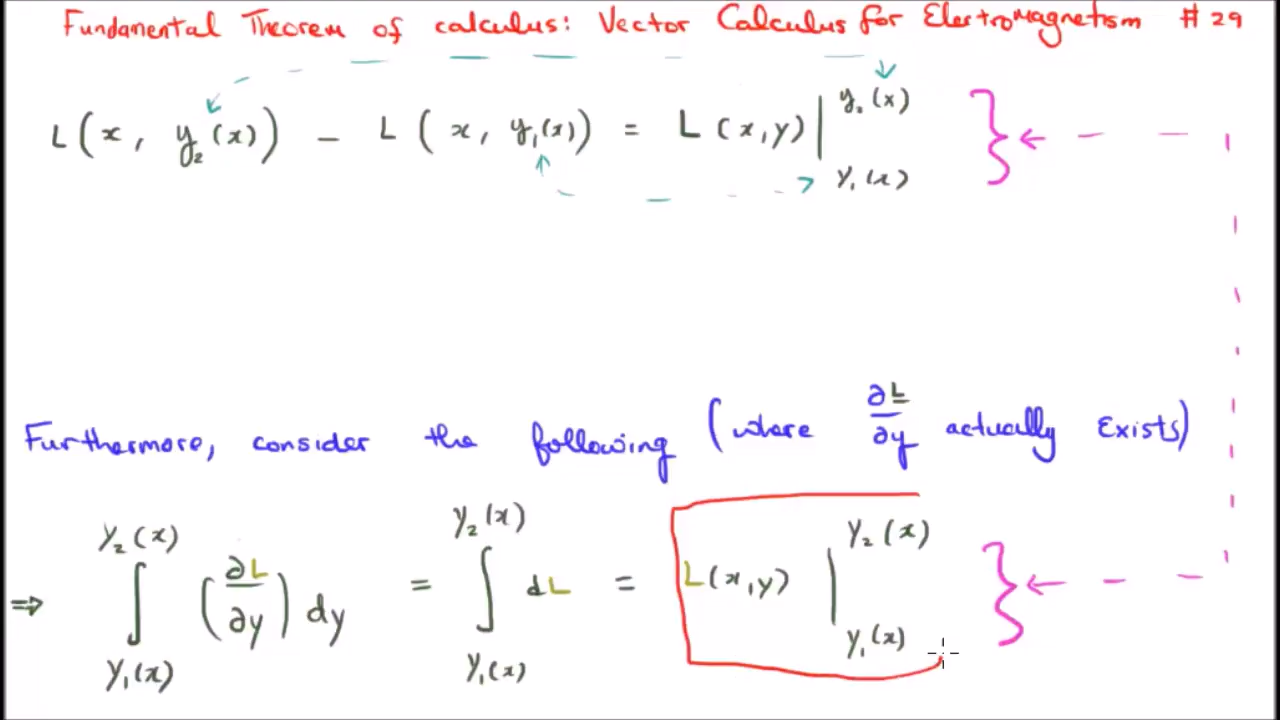 Fundamental Theorem of calculus: Vector Calculus for Electromagnetism # 29
L(x, y₂(x)) - L(x, y₁(x)) = L(x,y)|
y₂(x)
y₁(x)
Furthermore, consider the following (where ∂L/∂y actually Exists)
⇒ ∫ (∂L/∂y) dy = ∫ dL = L(x,y)|
y₂(x) y₂(x) y₂(x)
y₁(x) y₁(x) y₁(x)